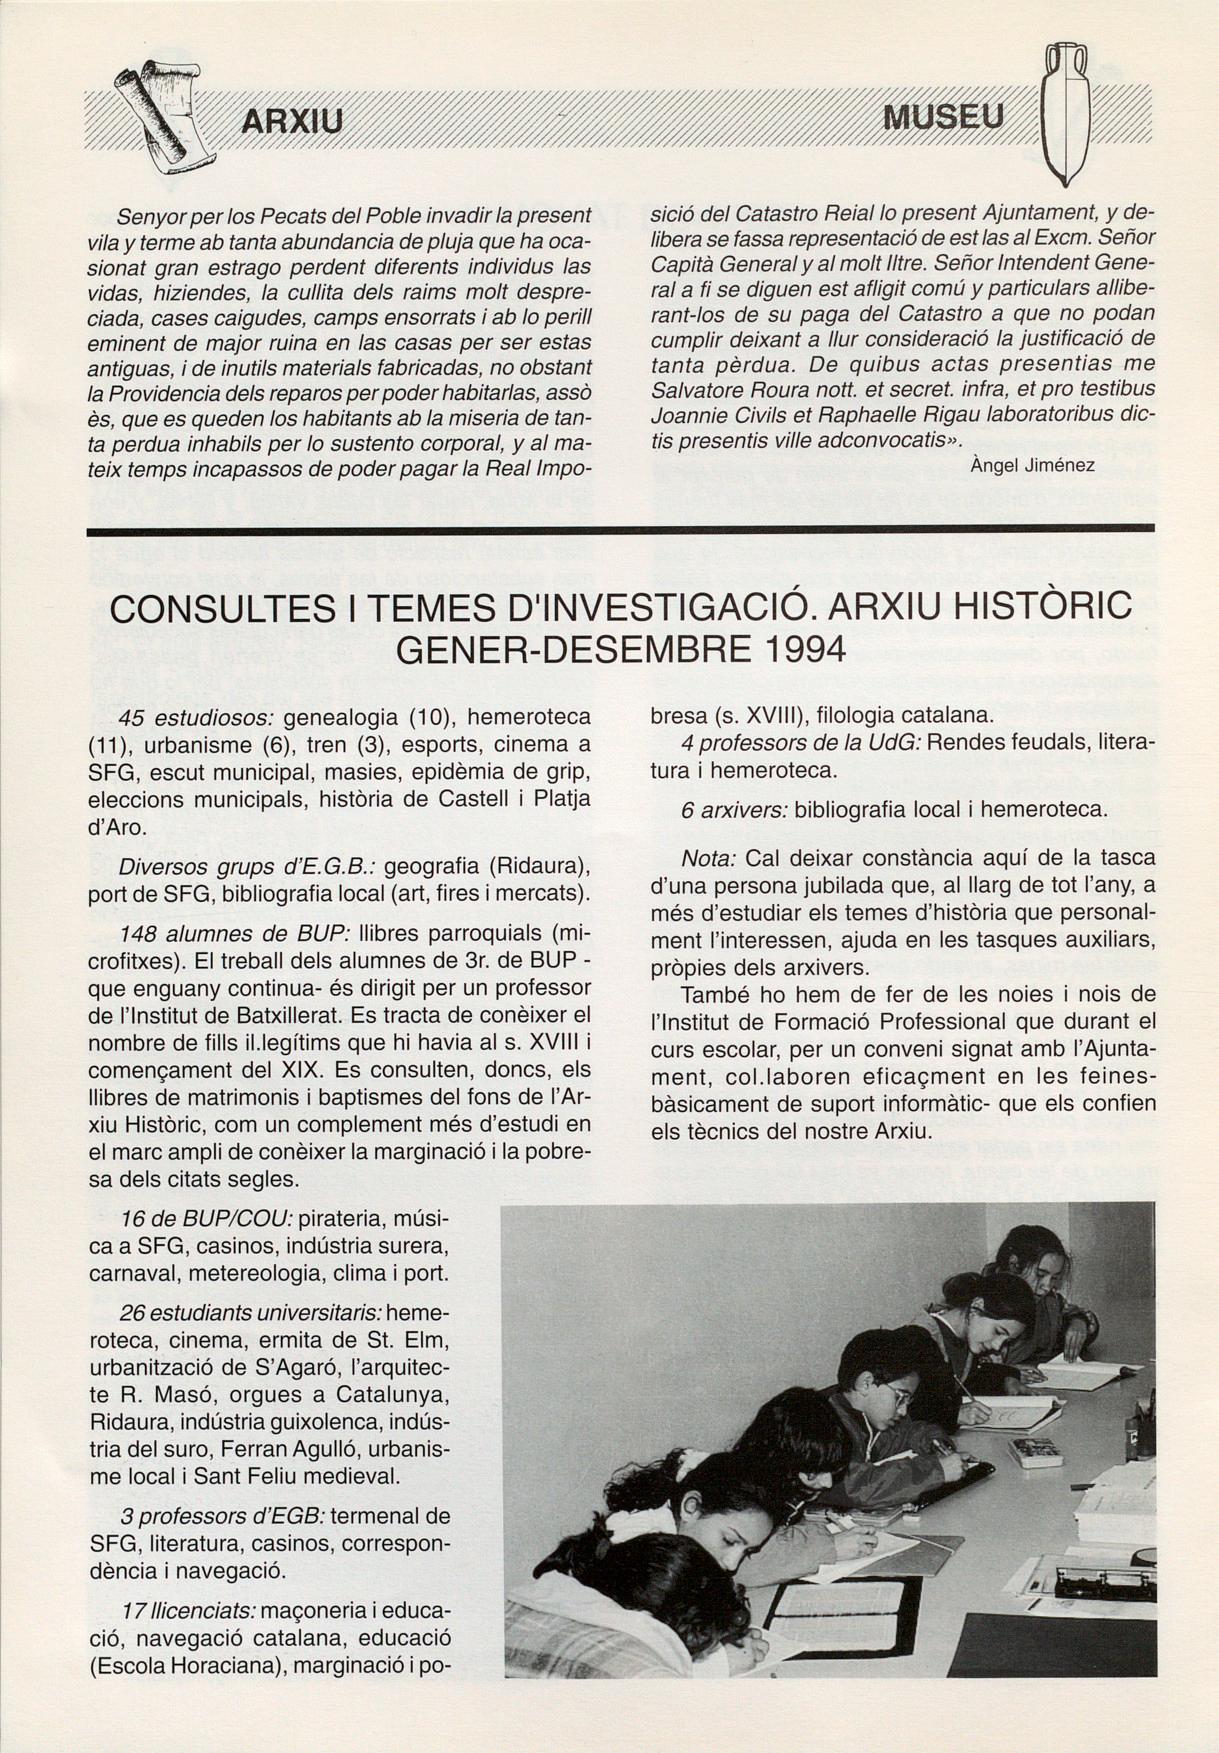 ARXIU
MUSEU
Senyor per los Pecats del Poble invadir la present
vila y terme ab tanta abundancia de pluja que ha oca-
sionat gran estrago perdent diferents individus las
vidas, hiziendes, la cullita dels raims molt despre-
ciada, cases caigudes, camps ensorrats i ab lo perill
eminent de major ruina en las casas per ser estas
antiguas, i de inutils materials fabricadas, no obstant
la Providencia dels reparos per poder habitarlas, assò
ès, que es queden los habitants ab la miseria de tan-
ta perdua inhabils per lo sustento corporal, y al ma-
teix temps incapassos de poder pagar la Real Impo-
sició del Catastro Reial lo present Ajuntament, y de-
libera se fassa representació de est las al Excm. Señor
Capità General y al molt Iltre. Señor Intendent Gene-
ral a fi se diguen est afligit comú y particulars allibe-
rant-los de su paga del Catastro a que no podan
cumplir deixant a llur consideració la justificació de
tanta pèrdua. De quibus actas presentias me
Salvatore Roura nott. et secret. infra, et pro testibus
Joannie Civils et Raphaelle Rigau laboratoribus dic-
tis presentis ville adconvocatis».
Àngel Jiménez
CONSULTES I TEMES D'INVESTIGACIÓ. ARXIU HISTÒRIC
GENER-DESEMBRE 1994
45 estudiosos: genealogia (10), hemeroteca
(11), urbanisme (6), tren (3), esports, cinema a
SFG, escut municipal, masies, epidèmia de grip,
eleccions municipals, història de Castell i Platja
d'Aro.
Diversos grups d'E.G.B.: geografia (Ridaura),
port de SFG, bibliografia local (art, fires i mercats).
148 alumnes de BUP: llibres parroquials (mi-
crofitxes). El treball dels alumnes de 3r. de BUP -
que enguany continua- és dirigit per un professor
de l'Institut de Batxillerat. Es tracta de conèixer el
nombre de fills il.legítims que hi havia al s. XVIII i
començament del XIX. Es consulten, doncs, els
llibres de matrimonis i baptismes del fons de l'Ar-
xiu Històric, com un complement més d'estudi en
el marc ampli de conèixer la marginació i la pobre-
sa dels citats segles.
16 de BUP/COU: pirateria, músi-
ca a SFG, casinos, indústria surera,
carnaval, metereologia, clima i port.
26 estudiants universitaris: heme-
roteca, cinema, ermita de St. Elm,
urbanització de S'Agaró, l'arquitec-
te R. Masó, orgues a Catalunya,
Ridaura, indústria guixolenca, indús-
tria del suro, Ferran Agulló, urbanis-
me local i Sant Feliu medieval.
3 professors d'EGB: termenal de
SFG, literatura, casinos, correspon-
dència i navegació.
17 llicenciats: maçoneria i educa-
ció, navegació catalana, educació
(Escola Horaciana), marginació i po-
bresa (s. XVIII), filologia catalana.
4 professors de la UdG: Rendes feudals, litera-
tura i hemeroteca.
6 arxivers: bibliografia local i hemeroteca.
Nota: Cal deixar constància aquí de la tasca
d'una persona jubilada que, al llarg de tot l'any, a
més d'estudiar els temes d'història que personal-
ment l'interessen, ajuda en les tasques auxiliars,
pròpies dels arxivers.
També ho hem de fer de les noies i nois de
l'Institut de Formació Professional que durant el
curs escolar, per un conveni signat amb l'Ajunta-
ment, col.laboren eficaçment en les feines-
bàsicament de suport informàtic- que els confien
els tècnics del nostre Arxiu.